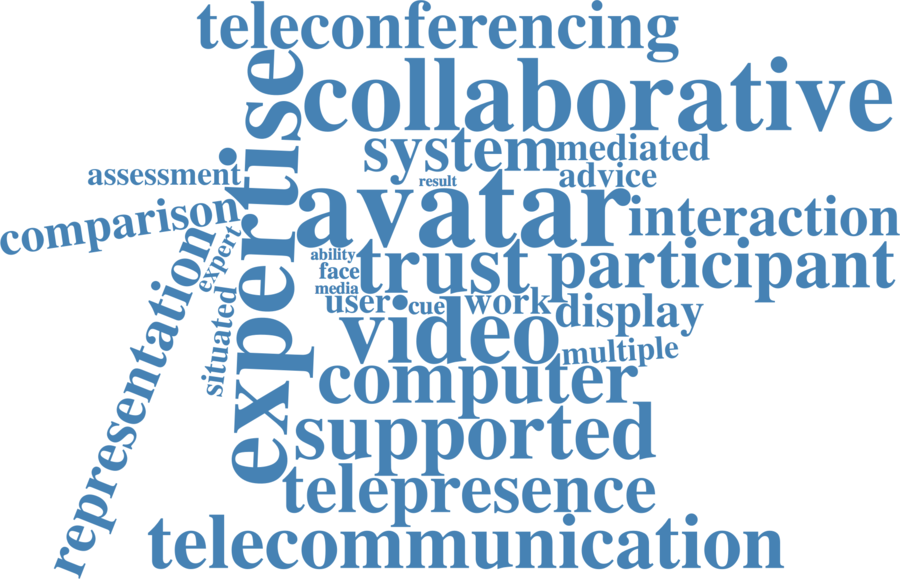 teleconferencing
collaborative
expertise
system
mediated
assessment
result
advice
avatar
comparison
interaction
expert
ability
trust
participant
face
media
representation
situated
user
cue
work
display
video
multiple
computer
supported
telepresence
telecommunication